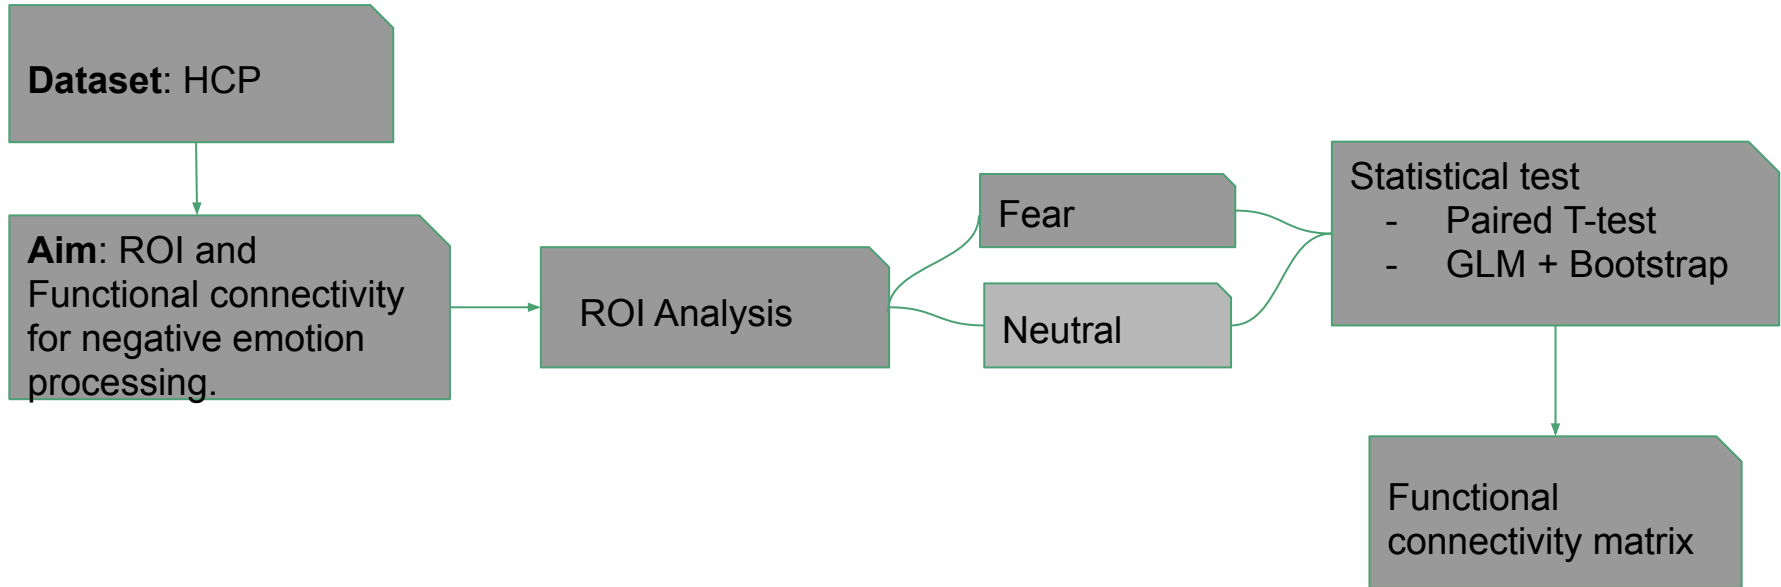 Dataset: HCP
Aim: ROI and
Functional connectivity
for negative emotion
processing.
ROI Analysis
Fear
Neutral
Statistical test
- Paired T-test
- GLM + Bootstrap
Functional
connectivity matrix